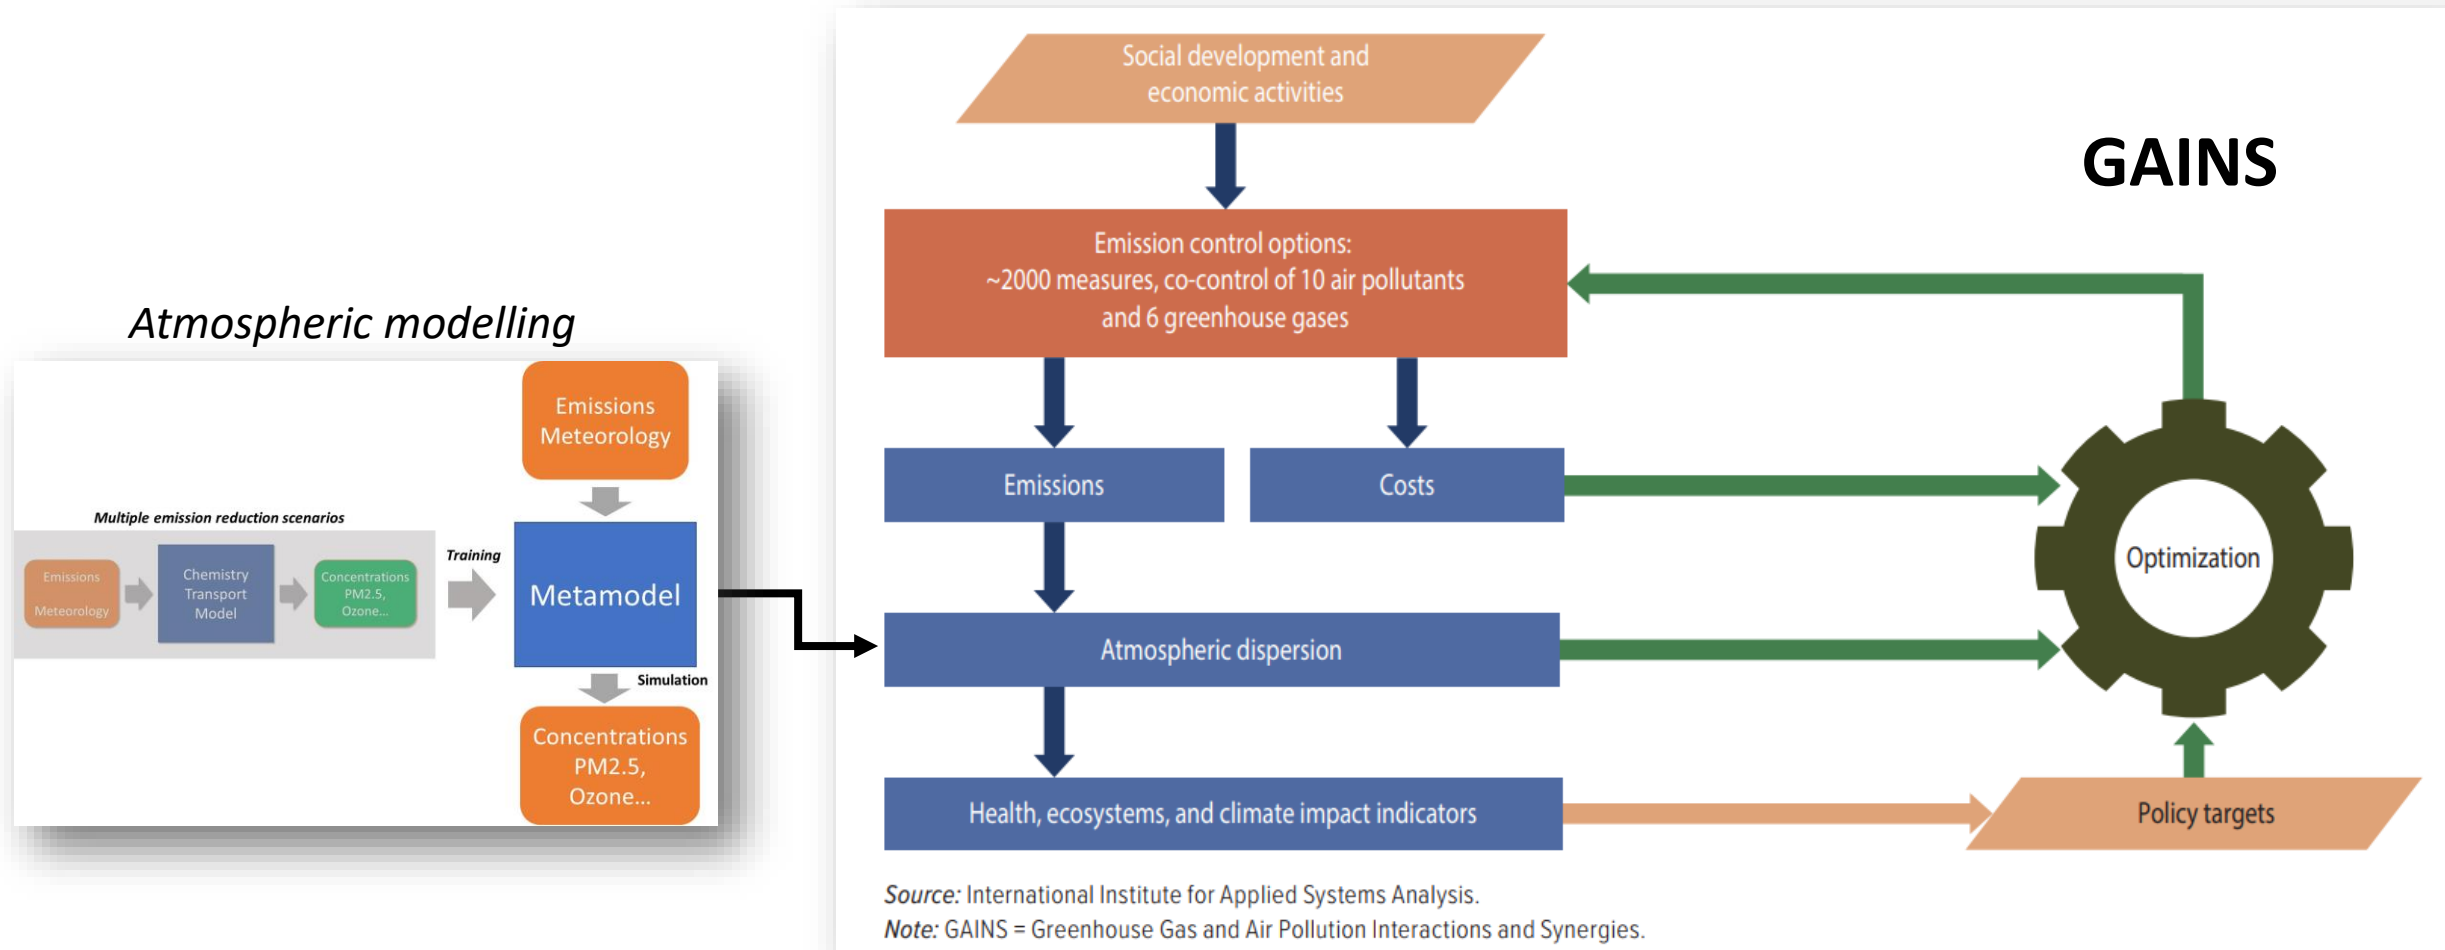 Atmospheric modelling
Emissions
Meteorology
Multiple emission reduction scenarios
Emissions
Meteorology
Chemistry
Transport
Model
Concentrations
PM2.5,
Ozone...
Training
Metamodel
Simulation
Concentrations
PM2.5,
Ozone...
GAINS
Social development and
economic activities
Emission control options:
~2000 measures, co-control of 10 air pollutants
and 6 greenhouse gases
Emissions
Costs
Optimization
Atmospheric dispersion
Health, ecosystems, and climate impact indicators
Policy targets
Source: International Institute for Applied Systems Analysis.
Note: GAINS = Greenhouse Gas and Air Pollution Interactions and Synergies.